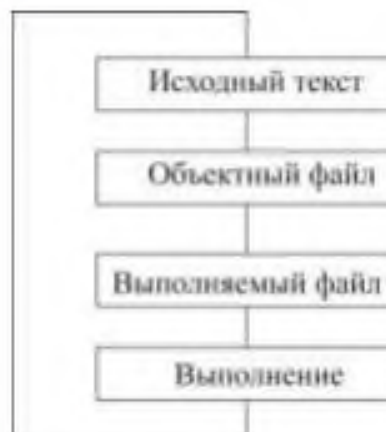 Исходный текст
Объектный файл
Выполняемый файл
Выполнение